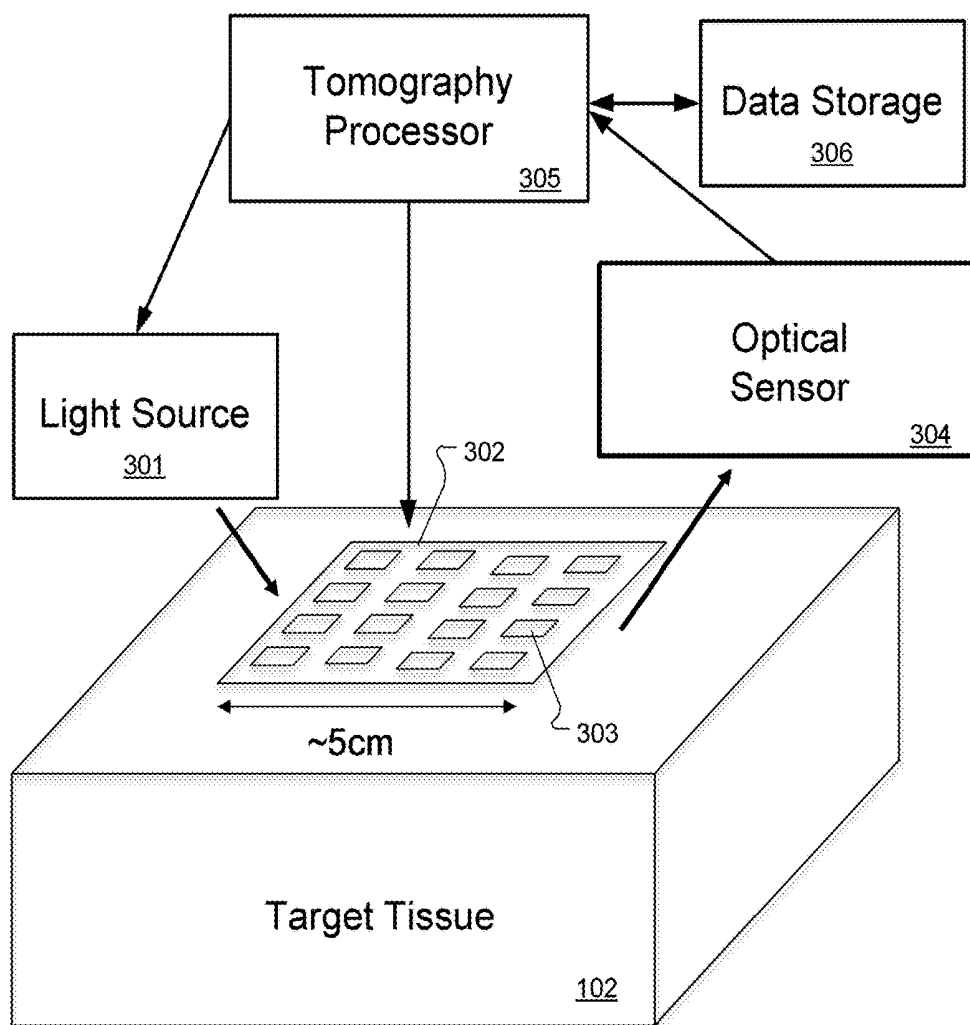 Tomography
Processor
305
Data Storage
306
Optical
Sensor
304
Light Source
301
302
303
~5cm
Target Tissue
102